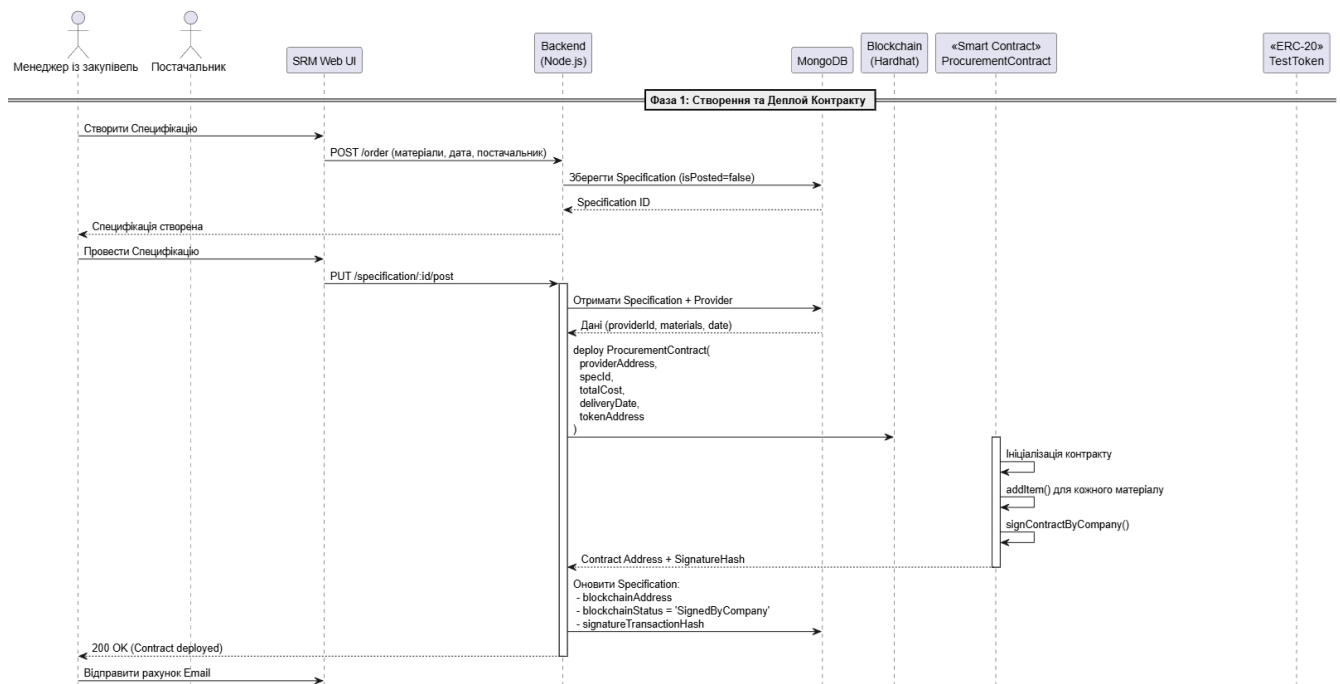 Менеджер із закупівель
Постачальник
SRM Web UI
Backend
(Node.js)
MongoDB
Blockchain
(Hardhat)
«Smart Contract»
ProcurementContract
«ERC-20»
TestToken
Фаза 1: Створення та Деплой Контракту
Створити Специфікацію
POST /order (матеріали, дата, постачальник)
Зберегти Specification (isPosted=false)
Specification ID
Специфікація створена
Провести Специфікацію
PUT /specification/:id/post
Отримати Specification + Provider
Дані (providerId, materials, date)
deploy ProcurementContract(
providerAddress,
specId,
totalCost,
deliveryDate,
tokenAddress
)
Ініціалізація контракту
addItem() для кожного матеріалу
signContractByCompany()
Contract Address + SignatureHash
Оновити Specification:
- blockchainAddress
- blockchainStatus = 'SignedByCompany'
- signatureTransactionHash
200 OK (Contract deployed)
Відправити рахунок Email